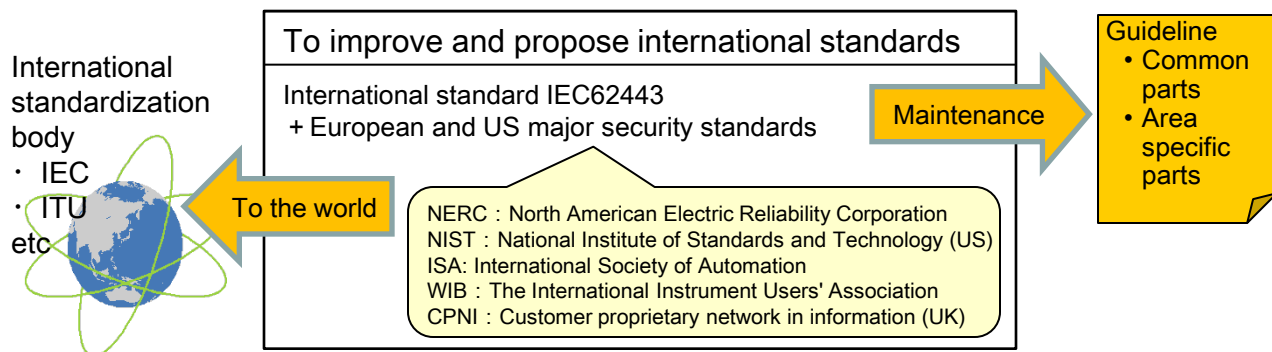 International
standardization
body
・ IEC
・ ITU
etc
To the world
To improve and propose international standards
International standard IEC62443
+ European and US major security standards
NERC：North American Electric Reliability Corporation
NIST：National Institute of Standards and Technology (US)
ISA: International Society of Automation
WIB：The International Instrument Users' Association
CPNI：Customer proprietary network in information (UK)
Maintenance
Guideline
• Common
parts
• Area
specific
parts